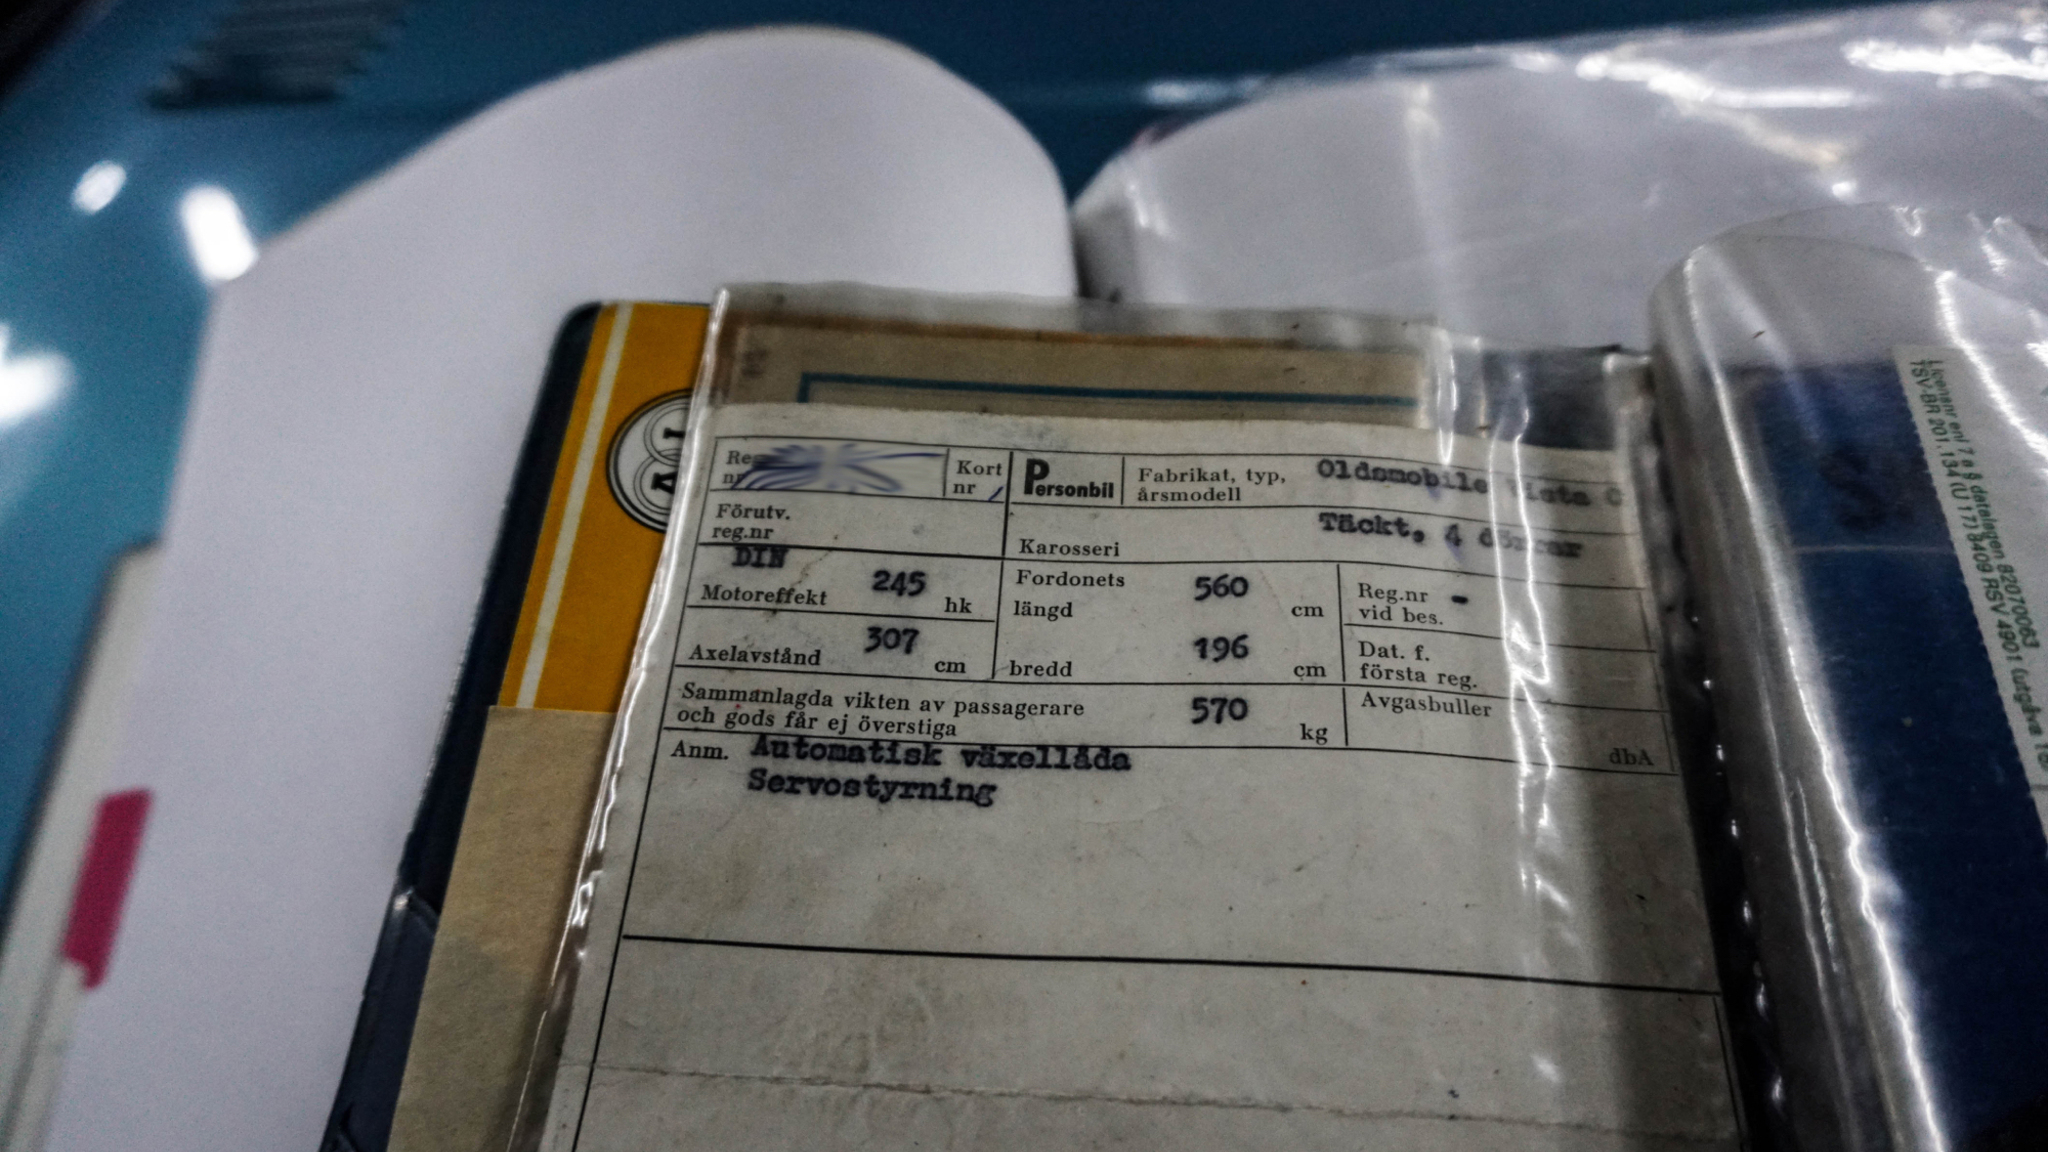 Kort
nr
Personbil
Fabrikat, typ,
årsmodell
Oldsmobile Vista C
Förutv.
reg.nr
Karosseri
Täckt, 4 dörrar
DIN
Motoreffekt 245 hk
Fordonets
längd 560 cm
Reg.nr
vid bes. -
Axelavstånd 307 cm
bredd 196 cm
Dat. f.
första reg.
Sammanlagda vikten av passagerare
och gods får ej överstiga 570 kg
Avgasbuller
dbA
Anm. Automatisk växellåda
Servostyrning